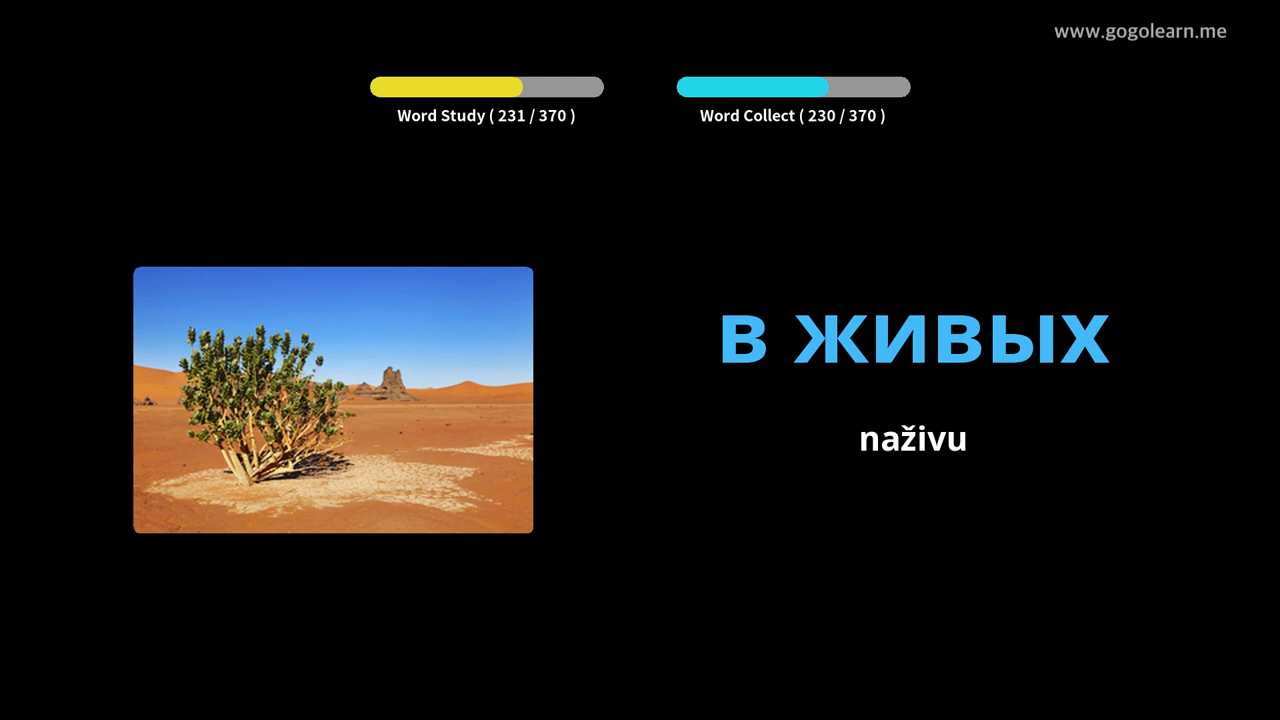 www.gogolearn.me
Word Study ( 231 / 370 )
Word Collect ( 230 / 370 )
в живых
naživu